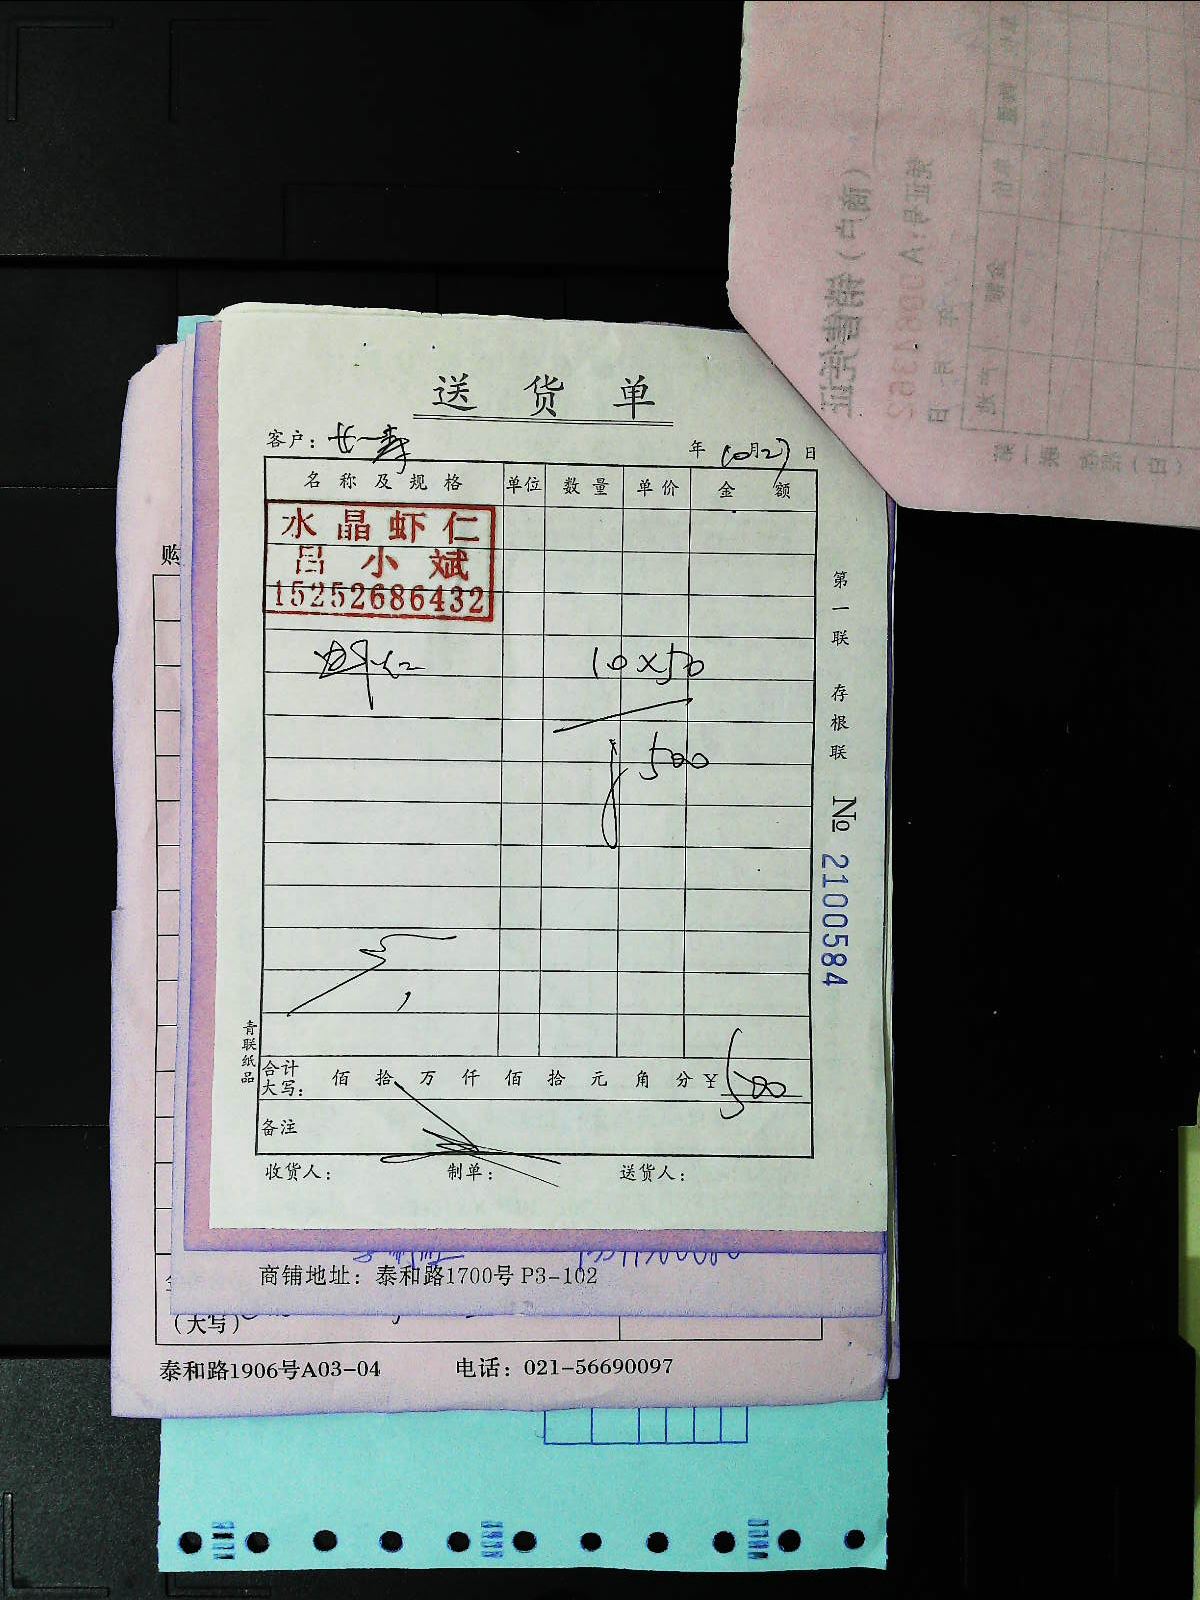 送货单
客户：
年 10月27日
名称及规格 单位 数量 单价 金额
水晶虾仁
吕小斌
15252686432
虾仁 10×50
500
合计
大写： 佰 拾 万 仟 佰 拾 元 角 分 ¥500
备注
收货人： 制单： 送货人：
青联纸品
第一联 存根联 № 2100584
购
商铺地址：泰和路1700号P3-102
（大写）
泰和路1906号A03-04 电话：021-56690097